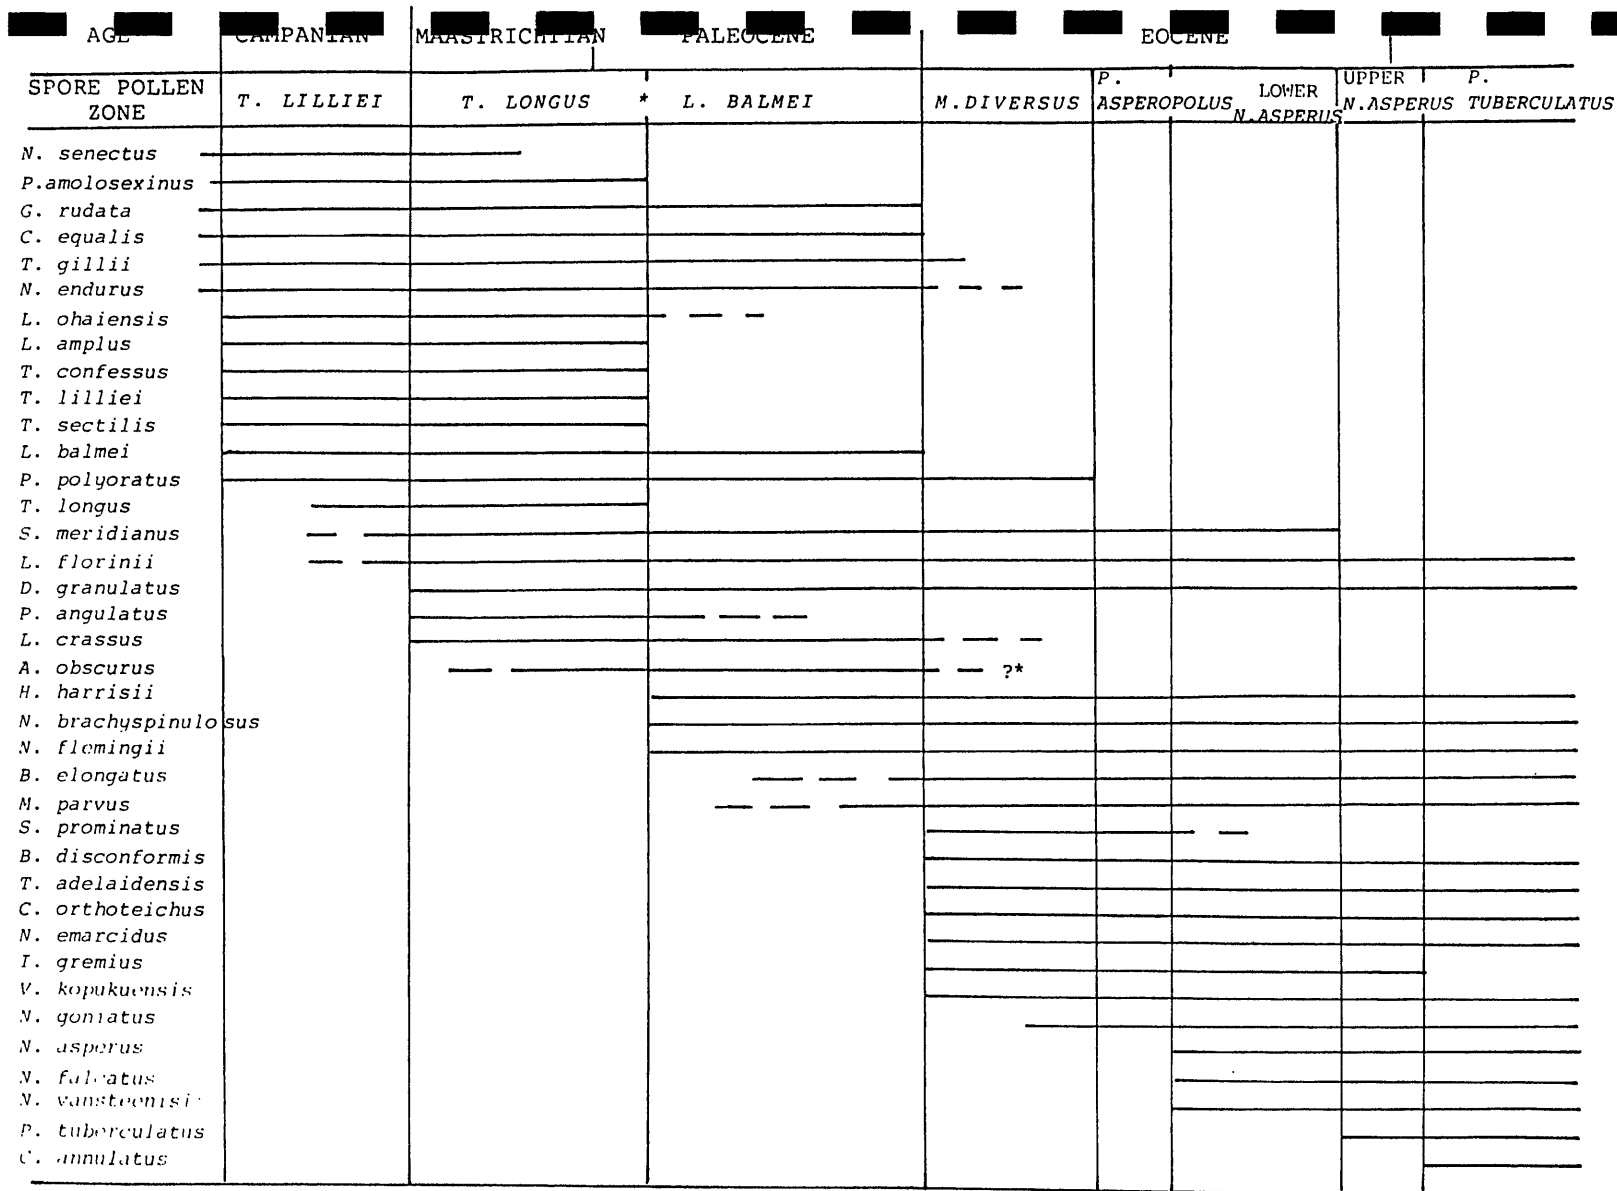 AGE CAMPANIAN MAASTRICHTIAN PALEOCENE EOCENE
SPORE POLLEN ZONE
T. LILLIEI
T. LONGUS
*
L. BALMEI
M.DIVERSUS
P. ASPEROPOLUS
LOWER N.ASPERUS
UPPER N.ASPERUS
P. TUBERCULATUS
N. senectus
P.amolosexinus
G. rudata
C. equalis
T. gillii
N. endurus
L. ohaiensis
L. amplus
T. confessus
T. lilliei
T. sectilis
L. balmei
P. polyoratus
T. longus
S. meridianus
L. florinii
D. granulatus
P. angulatus
L. crassus
A. obscurus ?*
H. harrisii
N. brachyspinulosus
N. flemingii
B. elongatus
M. parvus
S. prominatus
B. disconformis
T. adelaidensis
C. orthoteichus
N. emarcidus
I. gremius
V. kopukuensis
N. goniatus
N. asperus
N. falcatus
N. vansteenisii
P. tuberculatus
C. annulatus